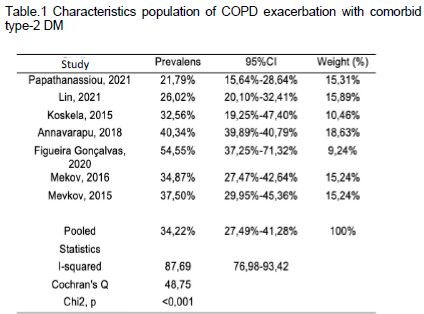 Table.1 Characteristics population of COPD exacerbation with comorbid
type-2 DM
Study Prevalens 95%CI Weight (%)
Papathanassiou, 2021 21,79% 15,64%-28,64% 15,31%
Lin, 2021 26,02% 20,10%-32,41% 15,89%
Koskela, 2015 32,56% 19,25%-47,40% 10,46%
Annavarapu, 2018 40,34% 39,89%-40,79% 18,63%
Figueira Gonçalvas, 54,55% 37,25%-71,32% 9,24%
2020
Mekov, 2016 34,87% 27,47%-42,64% 15,24%
Mevkov, 2015 37,50% 29,95%-45,36% 15,24%
Pooled 34,22% 27,49%-41,28% 100%
Statistics
I-squared 87,69 76,98-93,42
Cochran's Q 48,75
Chi2, p <0,001